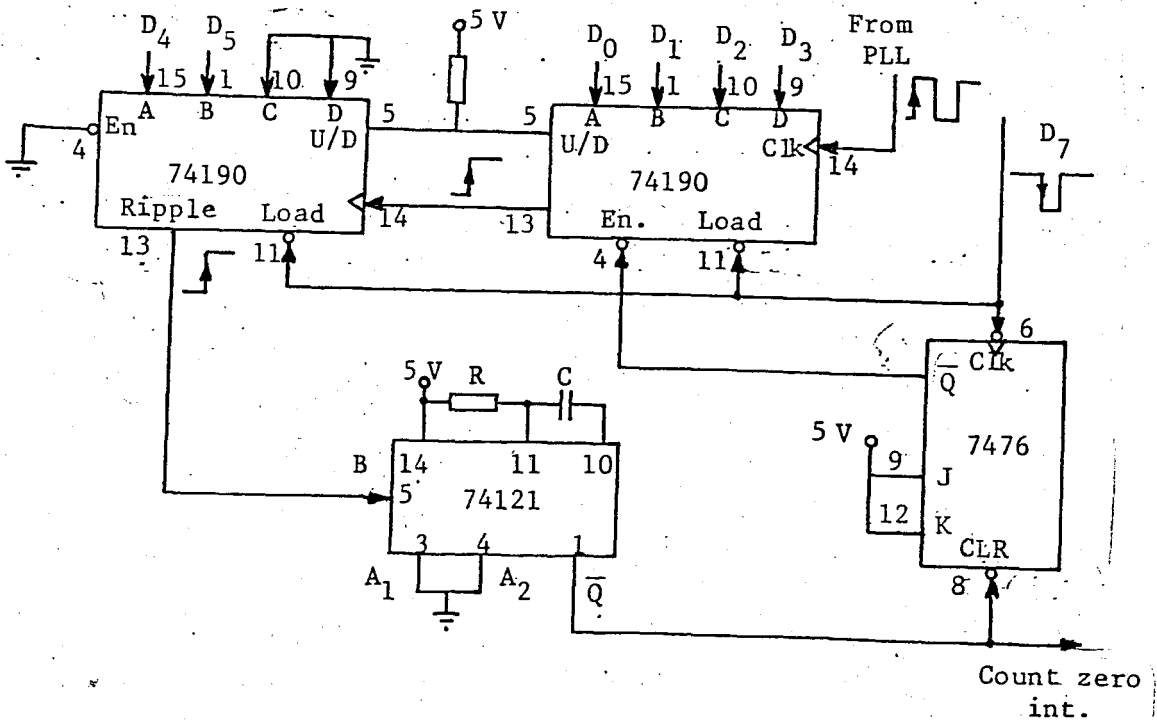 5 V
D4 D5
D0 D1 D2 D3
From
PLL
15 1 10 9
A B C D
En
4
5
U/D
74190
Ripple Load
14
13
11
15 1 10 9
A B C D
5
U/D
Clk
14
74190
13
En. Load
4
11
D7
6
Clk
Q̅
7476
5 V
9
J
12
K
CLR
8
5 V R C
B 14 11 10
5 74121
3 4 1
A1 A2 Q̅
Count zero
int.